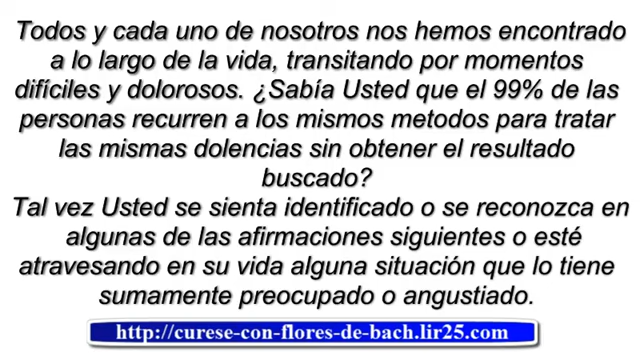 Todos y cada uno de nosotros nos hemos encontrado
a lo largo de la vida, transitando por momentos
difíciles y dolorosos. ¿Sabía Usted que el 99% de las
personas recurren a los mismos metodos para tratar
las mismas dolencias sin obtener el resultado
buscado?
Tal vez Usted se sienta identificado o se reconozca en
algunas de las afirmaciones siguientes o esté
atravesando en su vida alguna situación que lo tiene
sumamente preocupado o angustiado.
http://curese-con-flores-de-bach.lir25.com